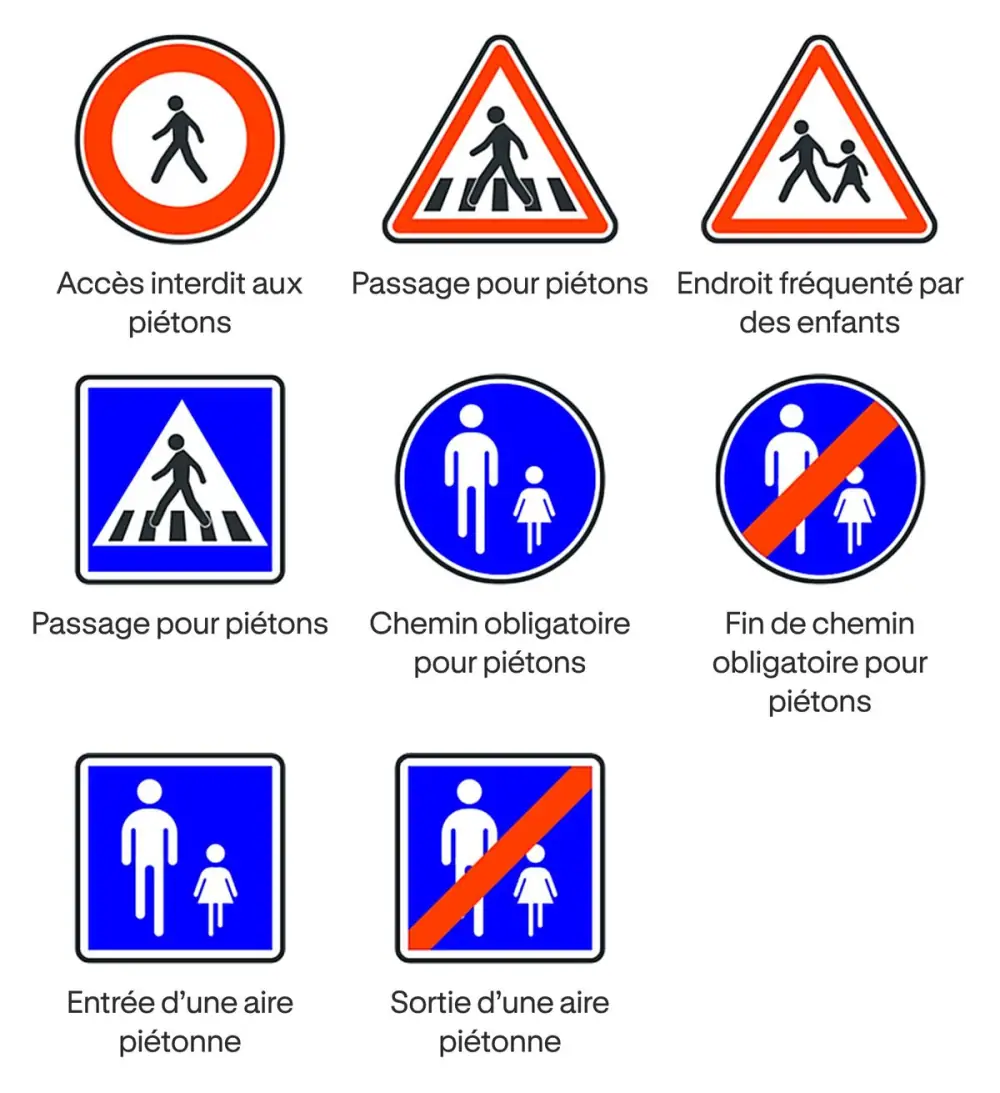 Accès interdit aux
piétons
Passage pour piétons
Endroit fréquenté par
des enfants
Passage pour piétons
Chemin obligatoire
pour piétons
Fin de chemin
obligatoire pour
piétons
Entrée d’une aire
piétonne
Sortie d’une aire
piétonne